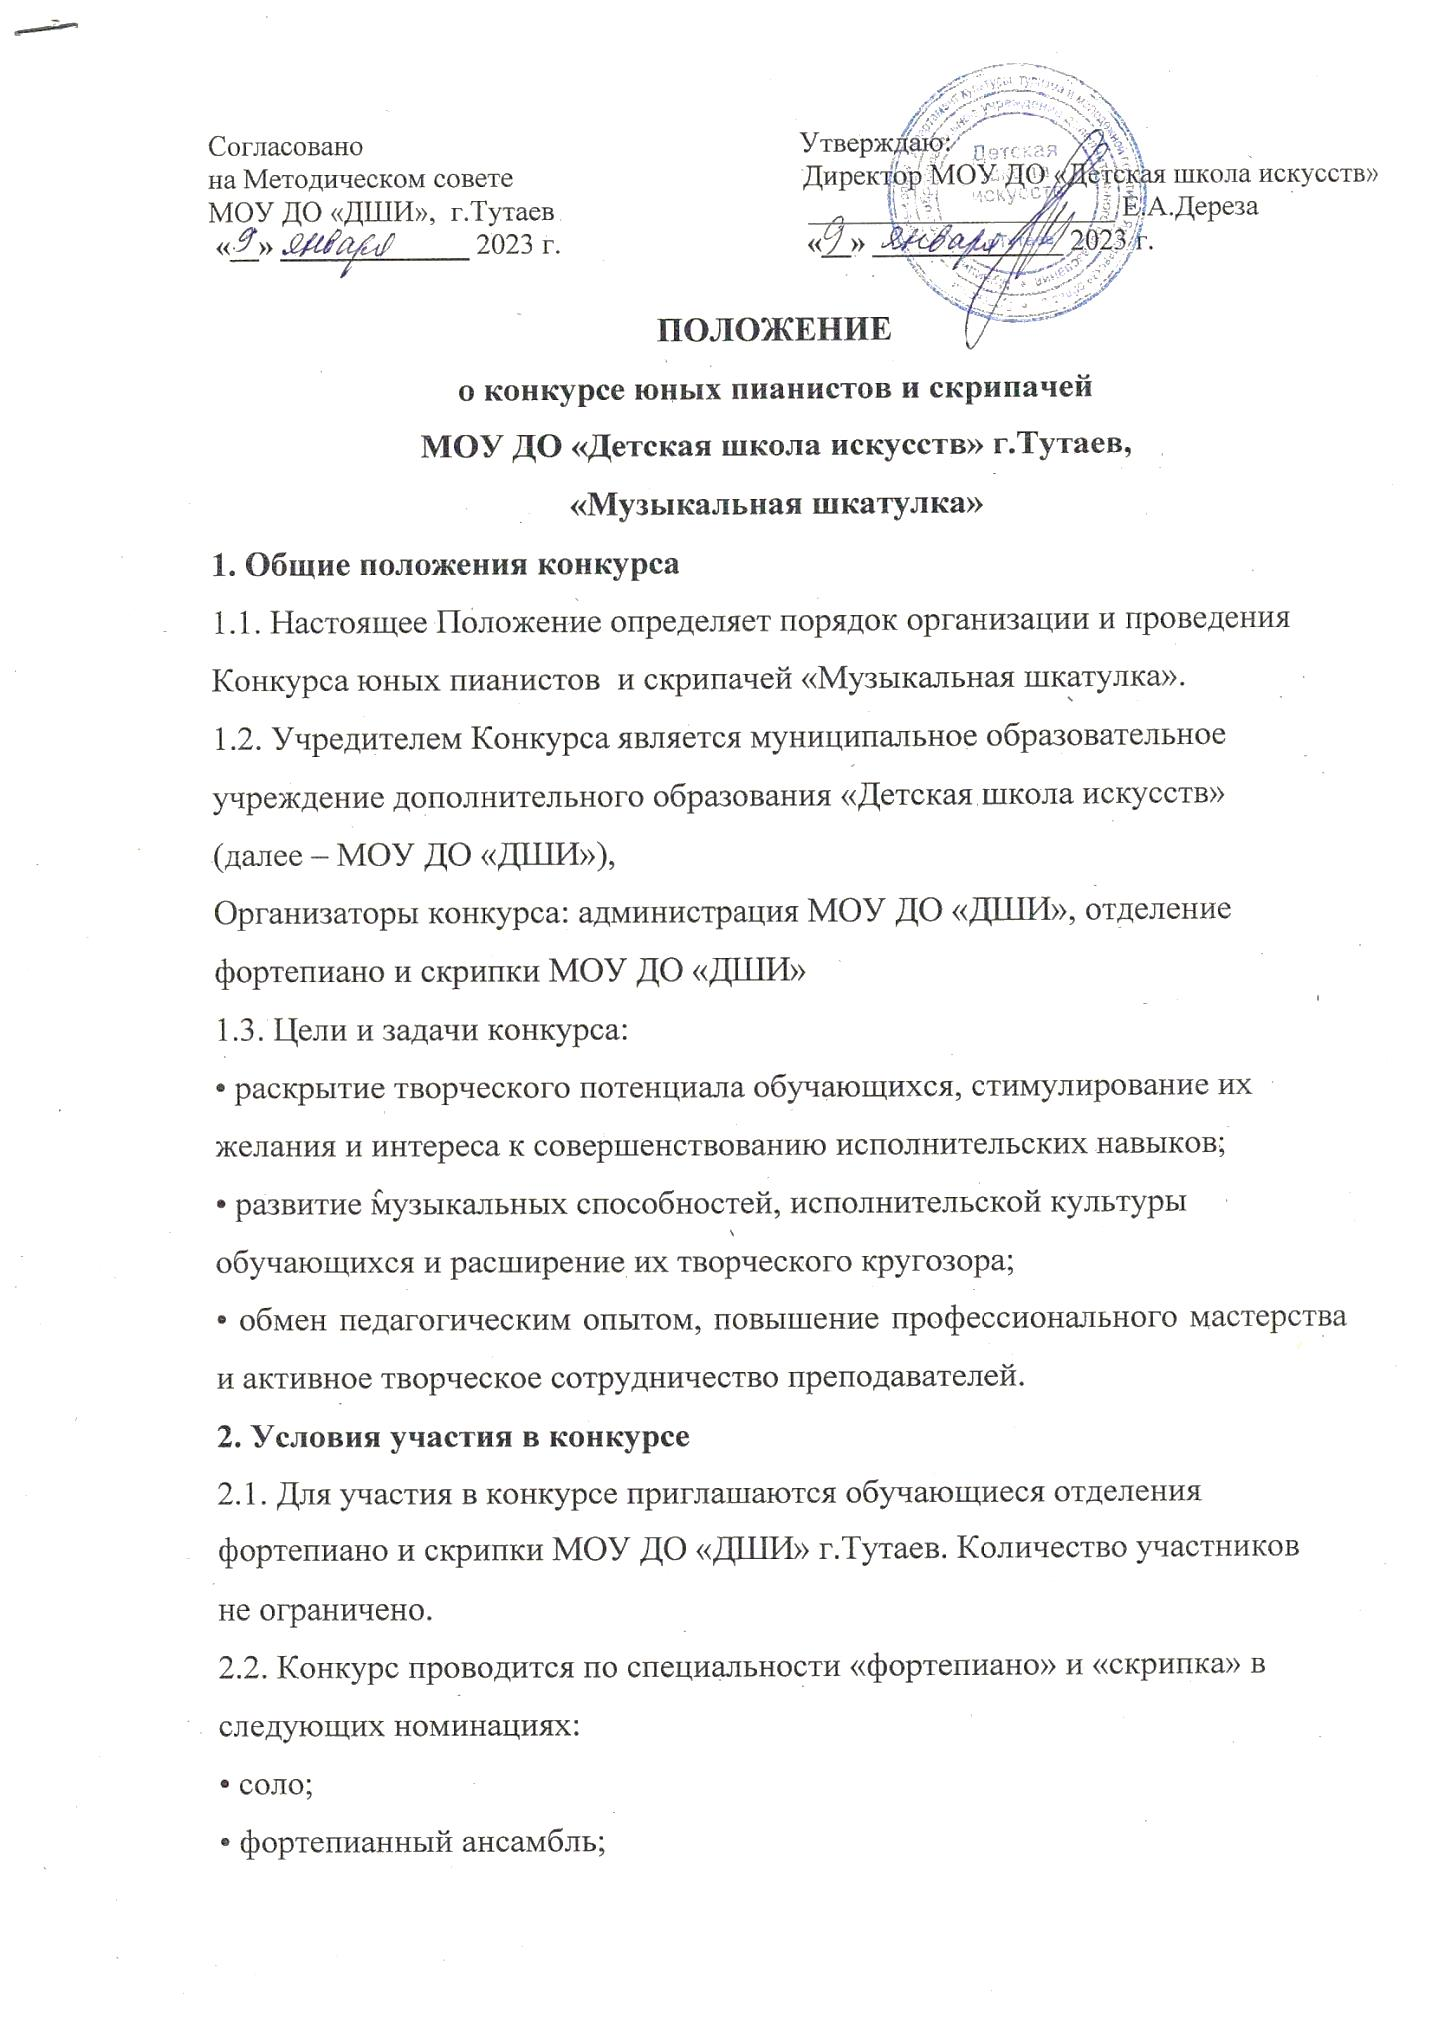 Согласовано
на Методическом совете
МОУ ДО «ДШИ», г.Тутаев
«9» января 2023 г.
Утверждаю:
Директор МОУ ДО «Детская школа искусств»
Е.А.Дереза
«9» января 2023 г.
Детская
школа
искусств
ПОЛОЖЕНИЕ
о конкурсе юных пианистов и скрипачей
МОУ ДО «Детская школа искусств» г.Тутаев,
«Музыкальная шкатулка»
1. Общие положения конкурса
1.1. Настоящее Положение определяет порядок организации и проведения
Конкурса юных пианистов и скрипачей «Музыкальная шкатулка».
1.2. Учредителем Конкурса является муниципальное образовательное
учреждение дополнительного образования «Детская школа искусств»
(далее – МОУ ДО «ДШИ»),
Организаторы конкурса: администрация МОУ ДО «ДШИ», отделение
фортепиано и скрипки МОУ ДО «ДШИ»
1.3. Цели и задачи конкурса:
• раскрытие творческого потенциала обучающихся, стимулирование их
желания и интереса к совершенствованию исполнительских навыков;
• развитие музыкальных способностей, исполнительской культуры
обучающихся и расширение их творческого кругозора;
• обмен педагогическим опытом, повышение профессионального мастерства
и активное творческое сотрудничество преподавателей.
2. Условия участия в конкурсе
2.1. Для участия в конкурсе приглашаются обучающиеся отделения
фортепиано и скрипки МОУ ДО «ДШИ» г.Тутаев. Количество участников
не ограничено.
2.2. Конкурс проводится по специальности «фортепиано» и «скрипка» в
следующих номинациях:
• соло;
• фортепианный ансамбль;